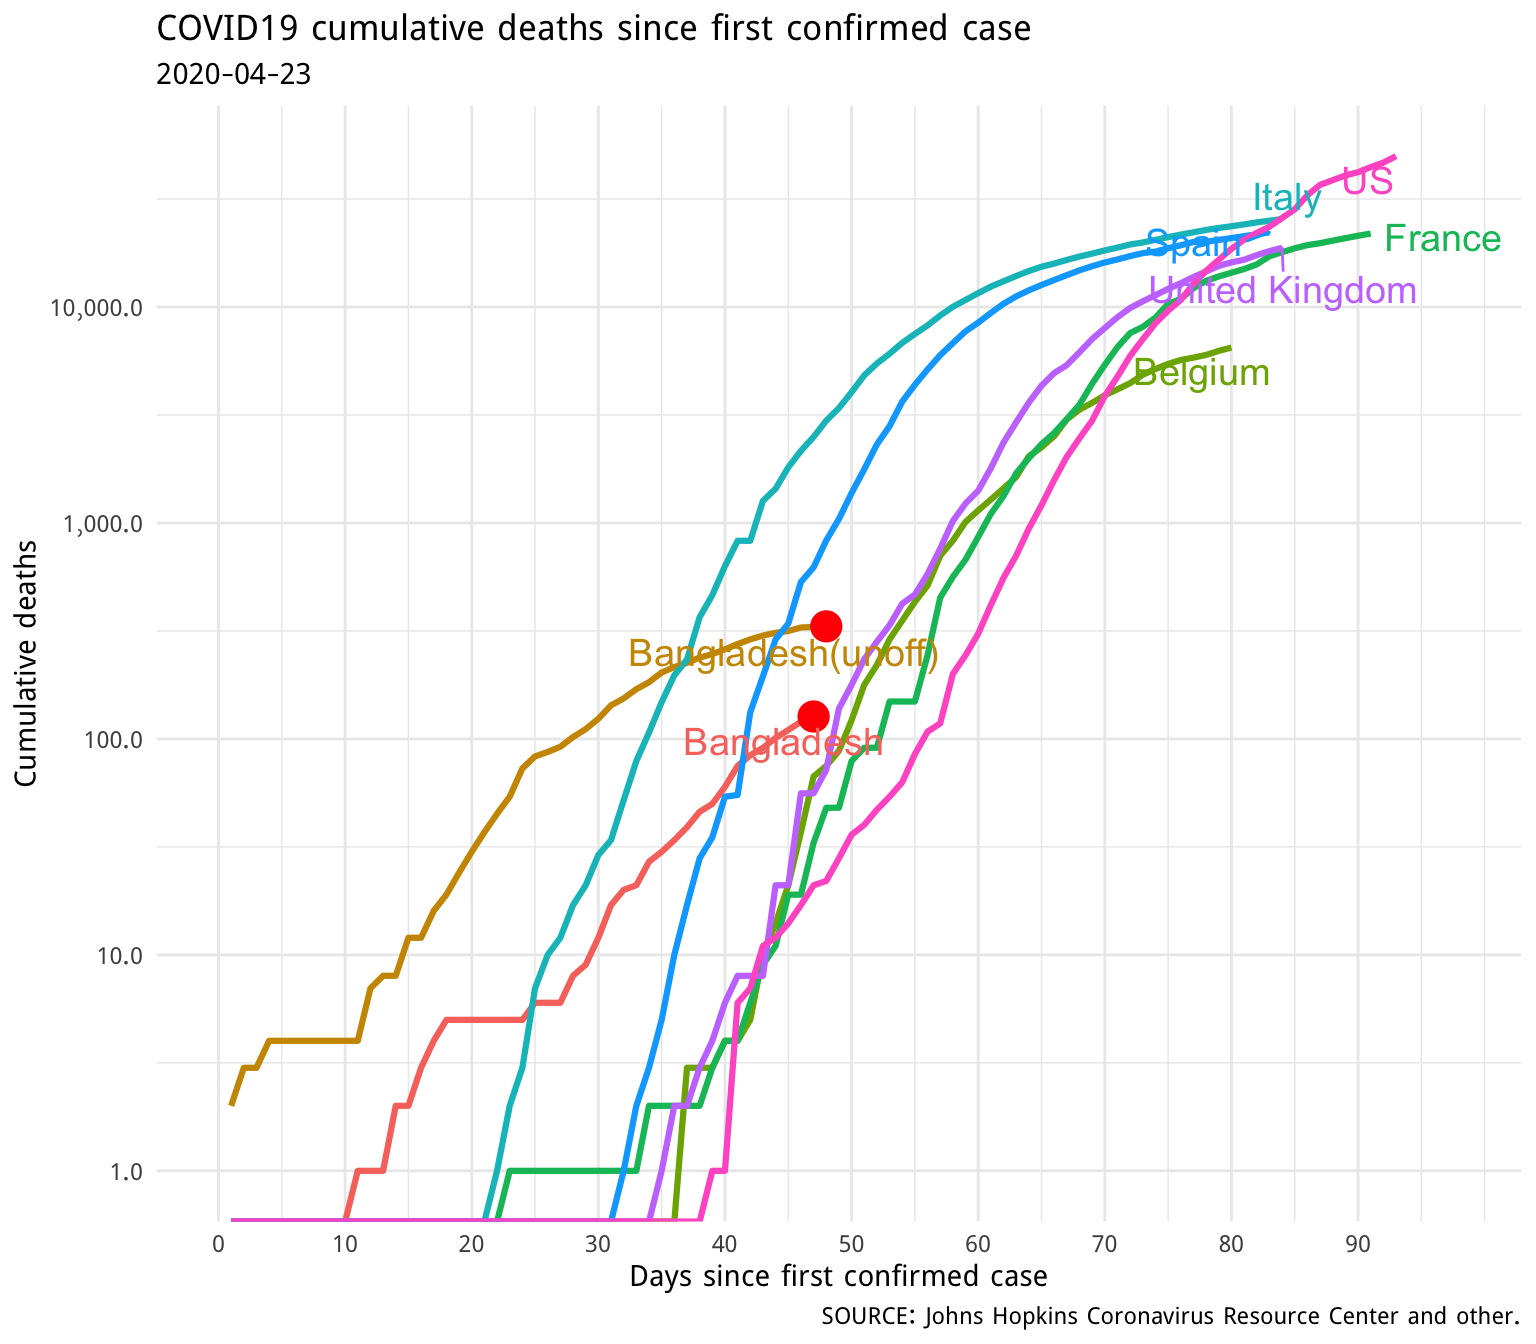 COVID19 cumulative deaths since first confirmed case
2020-04-23
US
Italy
Spain
France
United Kingdom
10,000.0
Belgium
1,000.0
Bangladesh(unoff)
Bangladesh
100.0
10.0
1.0
Cumulative deaths
0 10 20 30 40 50 60 70 80 90
Days since first confirmed case
SOURCE: Johns Hopkins Coronavirus Resource Center and other.